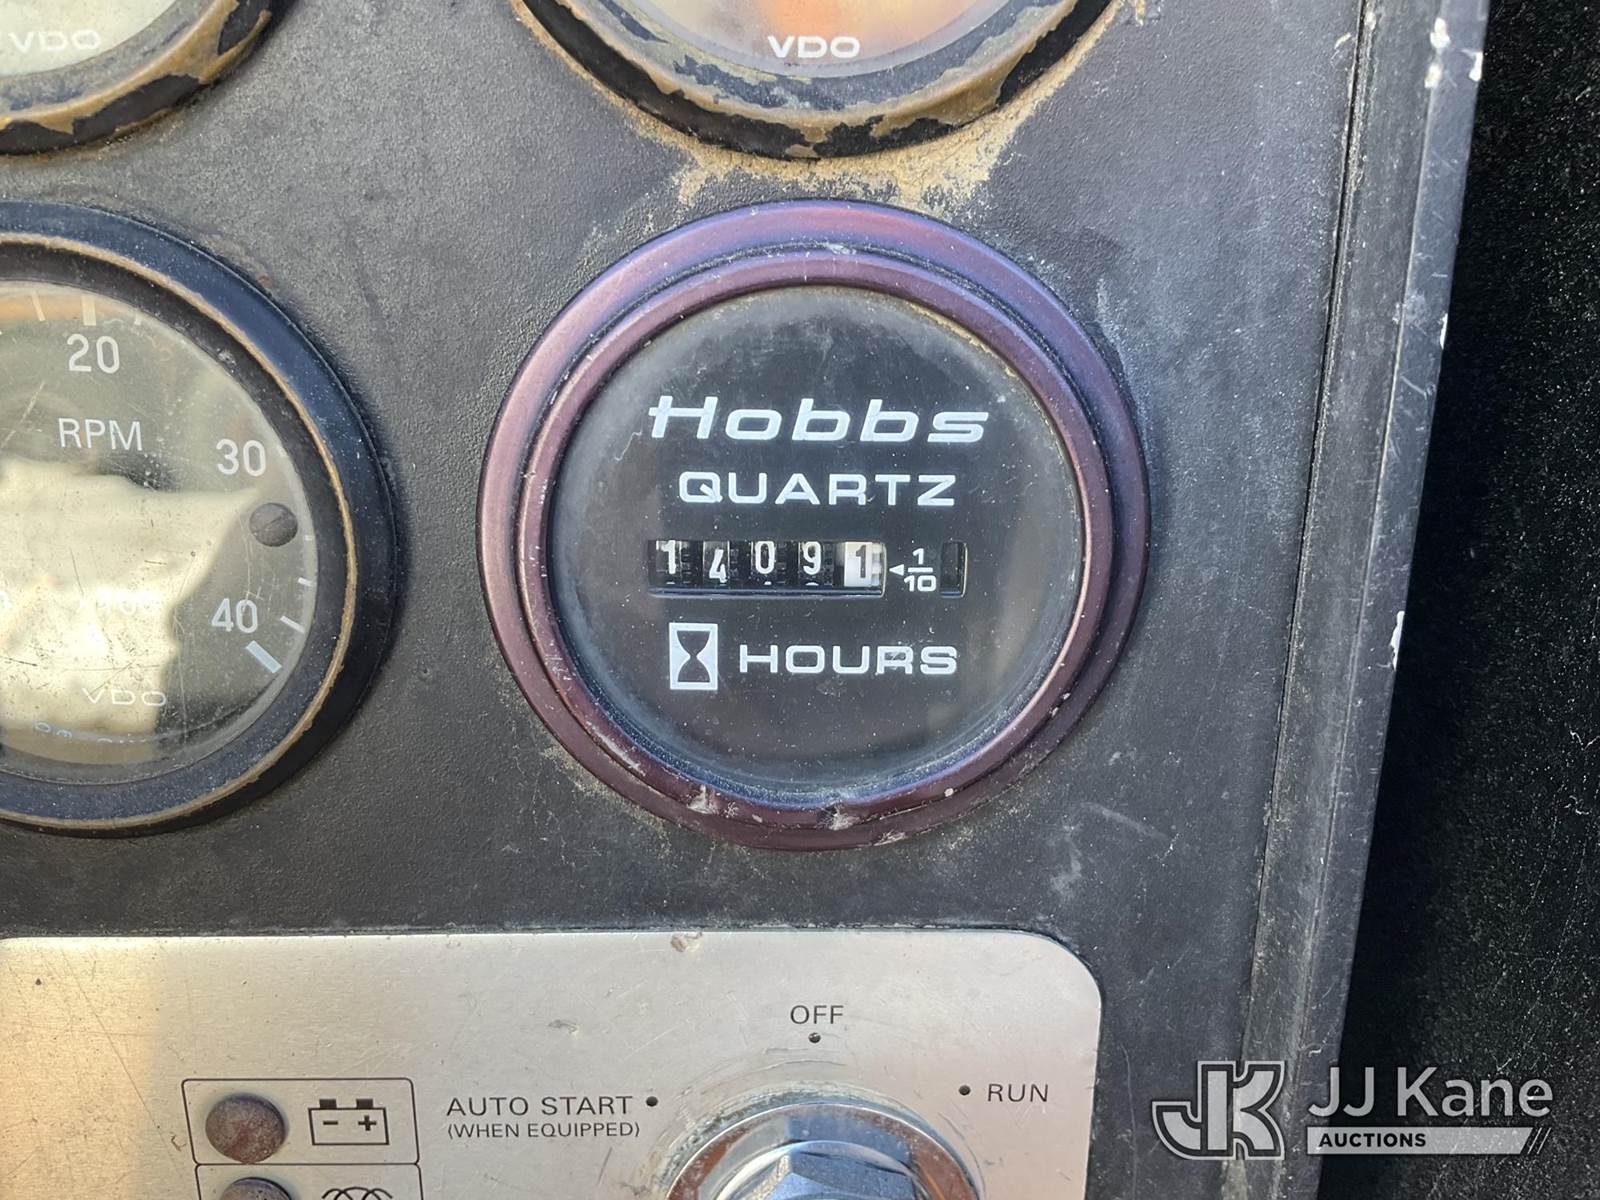 VDO
VDO
20
RPM
30
40
VDO
Hobbs
QUARTZ
14091
1/10
HOURS
OFF
AUTO START
RUN
(WHEN EQUIPPED)
- +
JK
JJ Kane
AUCTIONS